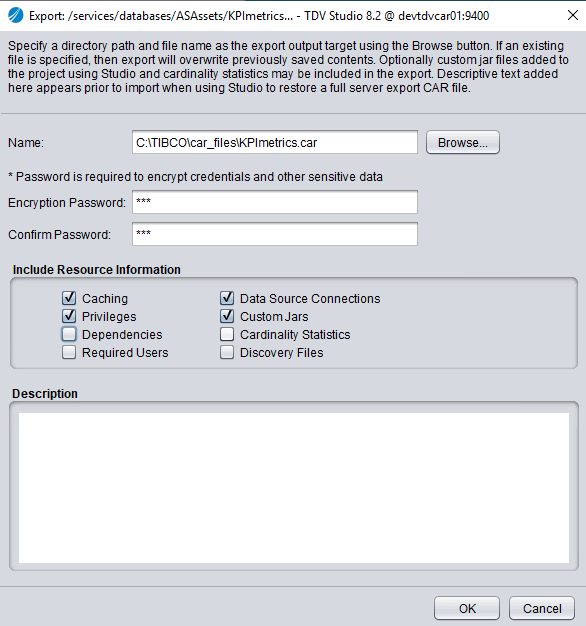 Export: /services/databases/ASAssets/KPImetrics... - TDV Studio 8.2 @ devtdvcar01:9400
Specify a directory path and file name as the export output target using the Browse button. If an existing
file is specified, then export will overwrite previously saved contents. Optionally custom jar files added to
the project using Studio and cardinality statistics may be included in the export. Descriptive text added
here appears prior to import when using Studio to restore a full server export CAR file.
Name: C:\TIBCO\car_files\KPImetrics.car Browse...
* Password is required to encrypt credentials and other sensitive data
Encryption Password: ***
Confirm Password: ***
Include Resource Information
Caching Data Source Connections
Privileges Custom Jars
Dependencies Cardinality Statistics
Required Users Discovery Files
Description
OK Cancel